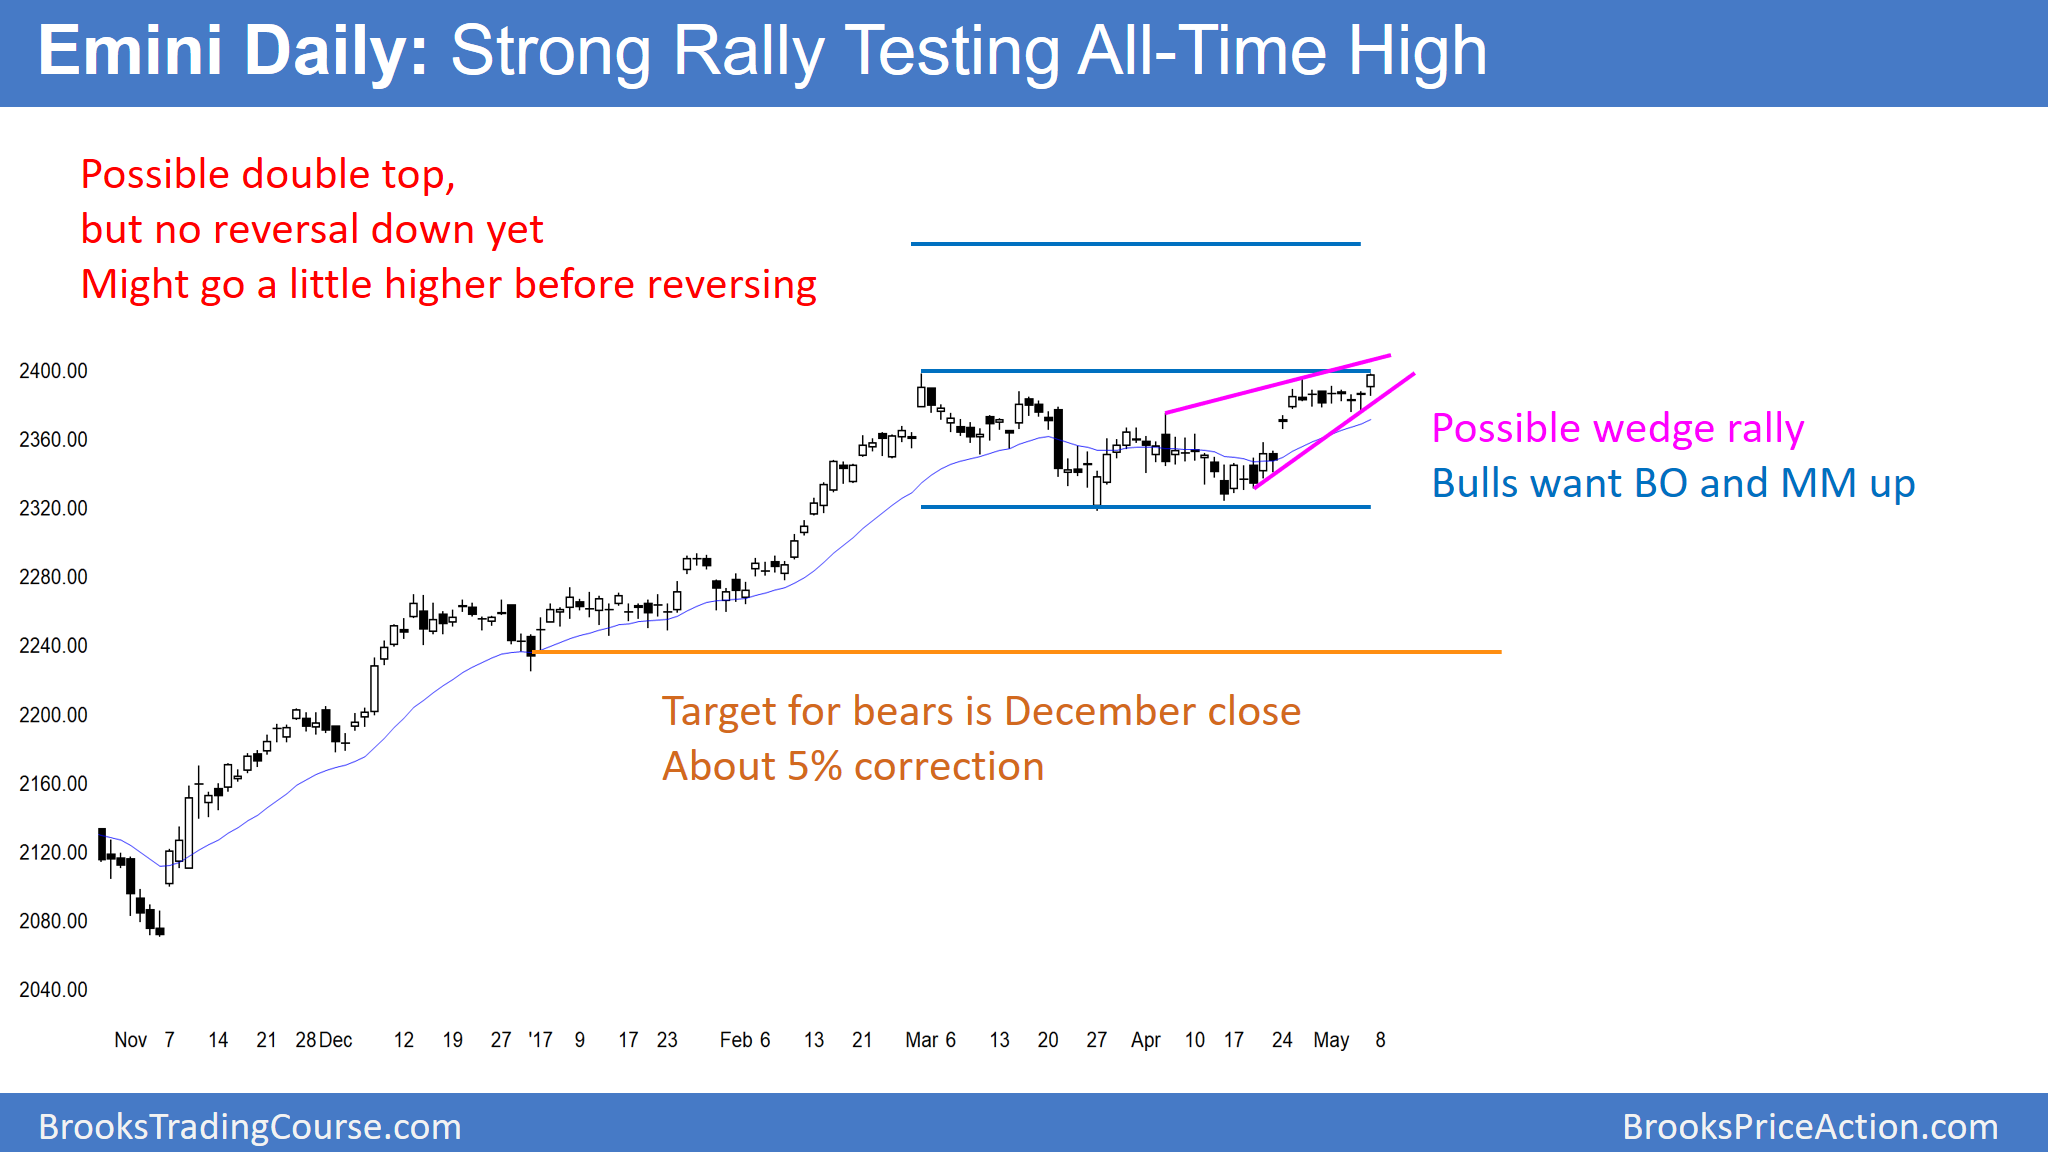 Emini Daily: Strong Rally Testing All-Time High
Possible double top,
but no reversal down yet
Might go a little higher before reversing
2400.00
2360.00
2320.00
2280.00
2240.00
2200.00
2160.00
2120.00
2080.00
2040.00
Possible wedge rally
Bulls want BO and MM up
Target for bears is December close
About 5% correction
Nov 7 14 21 28 Dec 12 19 27 '17 9 17 23 Feb 6 13 21 Mar 6 13 20 27 Apr 10 17 24 May 8
BrooksTradingCourse.com
BrooksPriceAction.com